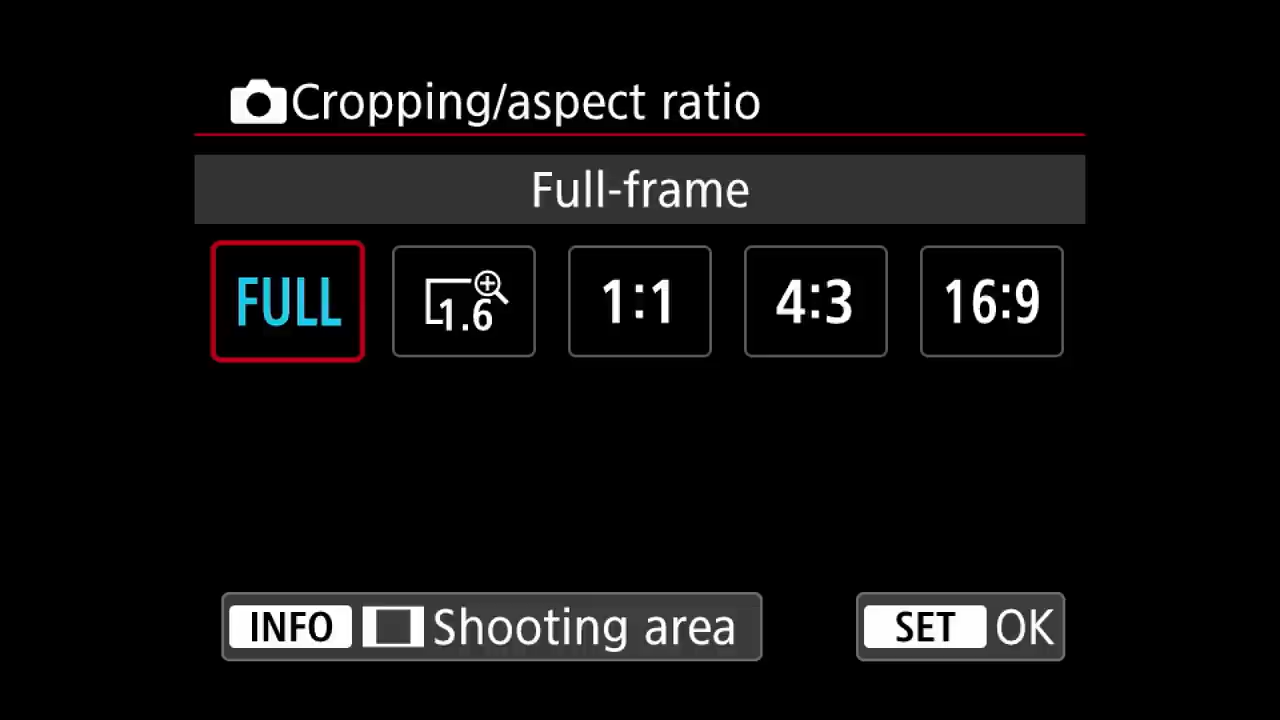 Cropping/aspect ratio
Full-frame
FULL 1.6 1:1 4:3 16:9
INFO Shooting area SET OK